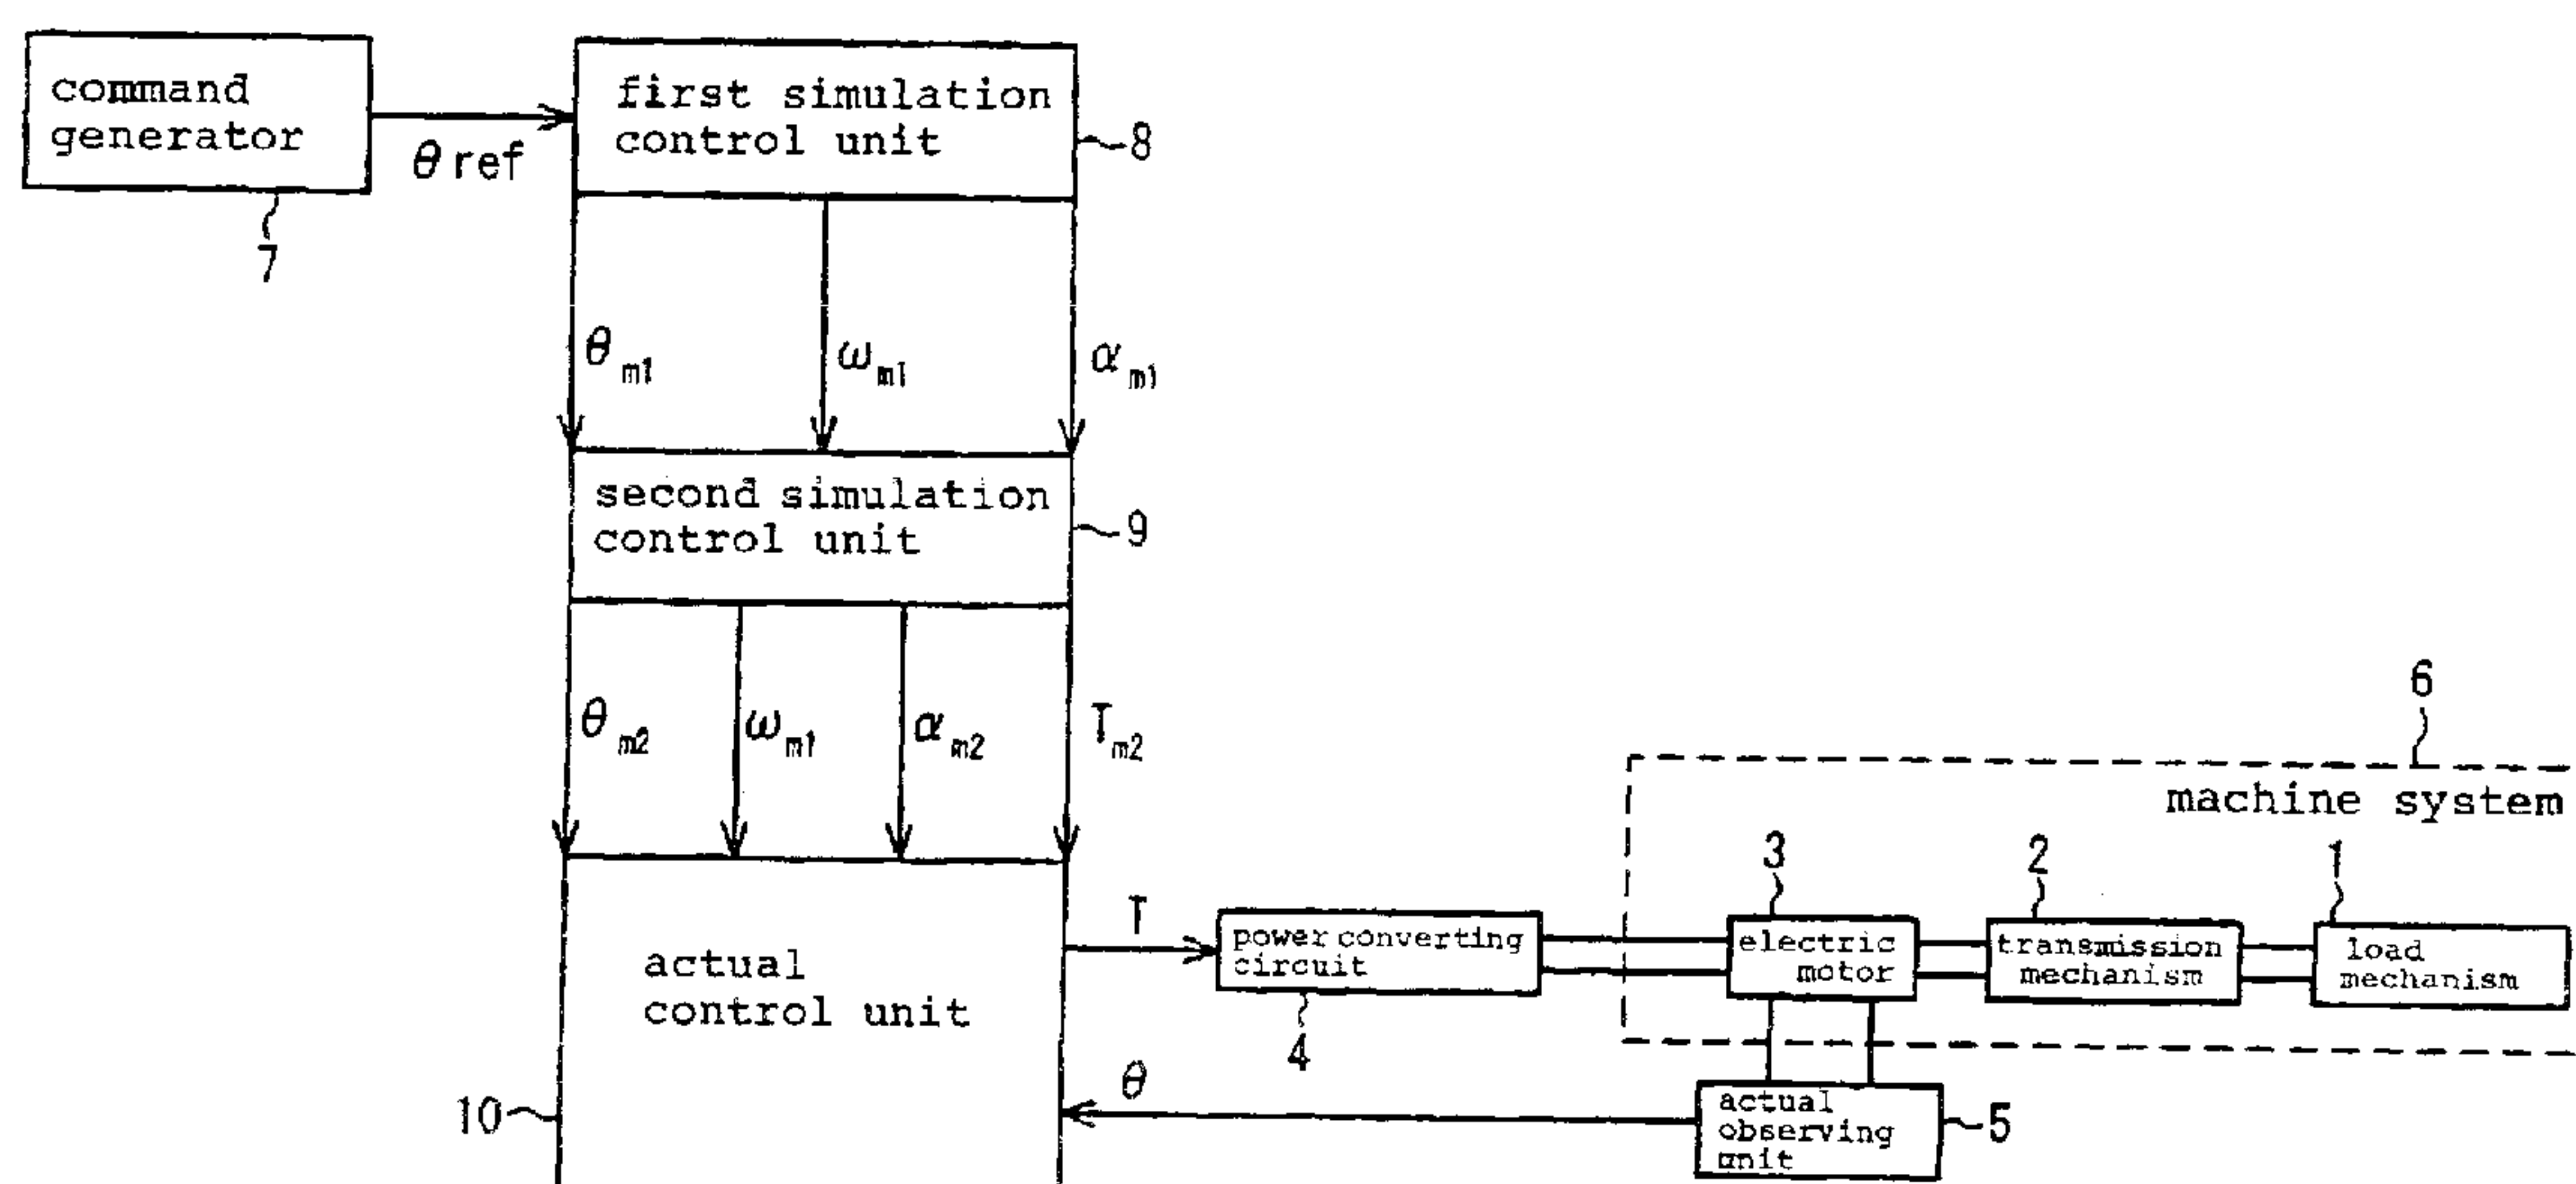 command
generator
θ ref
7
first simulation
control unit
8
θm1
ωm1
αm1
second simulation
control unit
9
θm2
ωm1
αm2
Tm2
6
machine system
actual
control unit
10
T
power converting
circuit
4
3
electric
motor
2
transmission
mechanism
1
load
mechanism
θ
actual
observing
unit
5